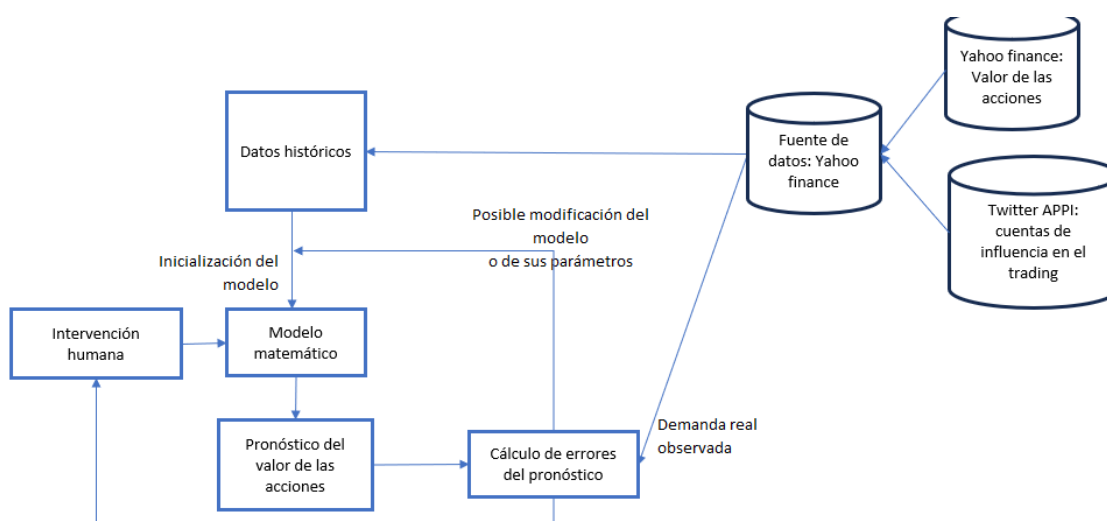 Yahoo finance:
Valor de las
acciones
Fuente de
datos: Yahoo
finance
Datos históricos
Twitter APPI:
cuentas de
influencia en el
trading
Posible modificación del
modelo
o de sus parámetros
Inicialización del
modelo
Intervención
humana
Modelo
matemático
Demanda real
observada
Pronóstico del
valor de las
acciones
Cálculo de errores
del pronóstico